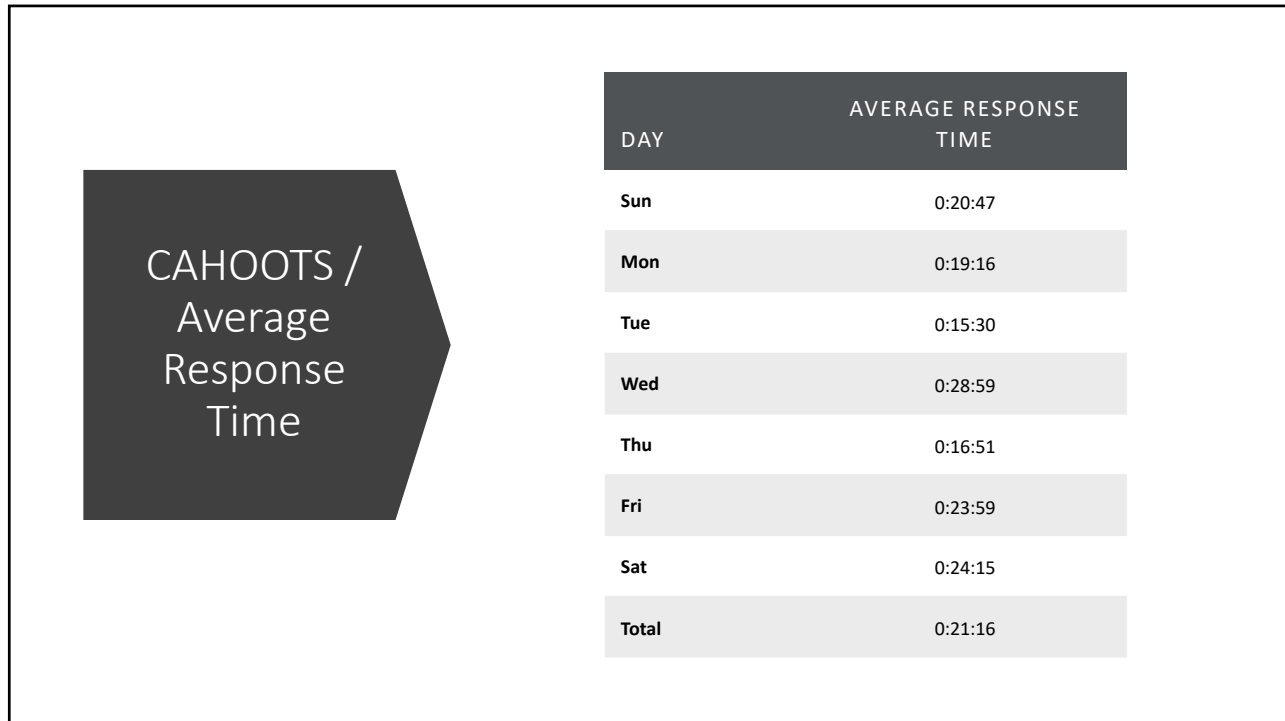 CAHOOTS /
Average
Response
Time
DAY AVERAGE RESPONSE
TIME
Sun 0:20:47
Mon 0:19:16
Tue 0:15:30
Wed 0:28:59
Thu 0:16:51
Fri 0:23:59
Sat 0:24:15
Total 0:21:16